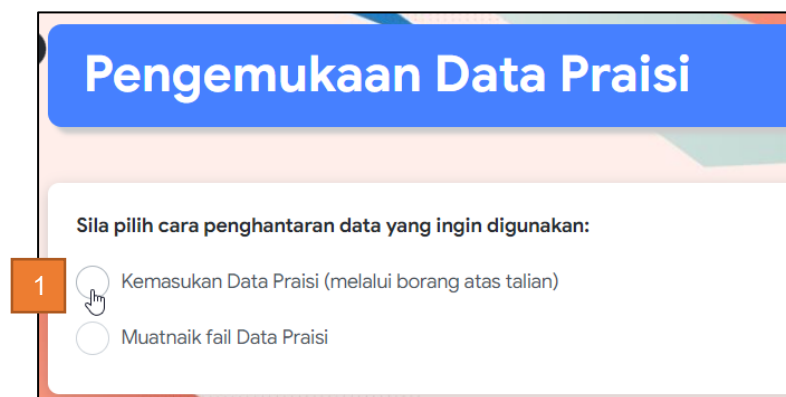 Pengemukaan Data Praisi
Sila pilih cara penghantaran data yang ingin digunakan:
1
Kemasukan Data Praisi (melalui borang atas talian)
Muatnaik fail Data Praisi